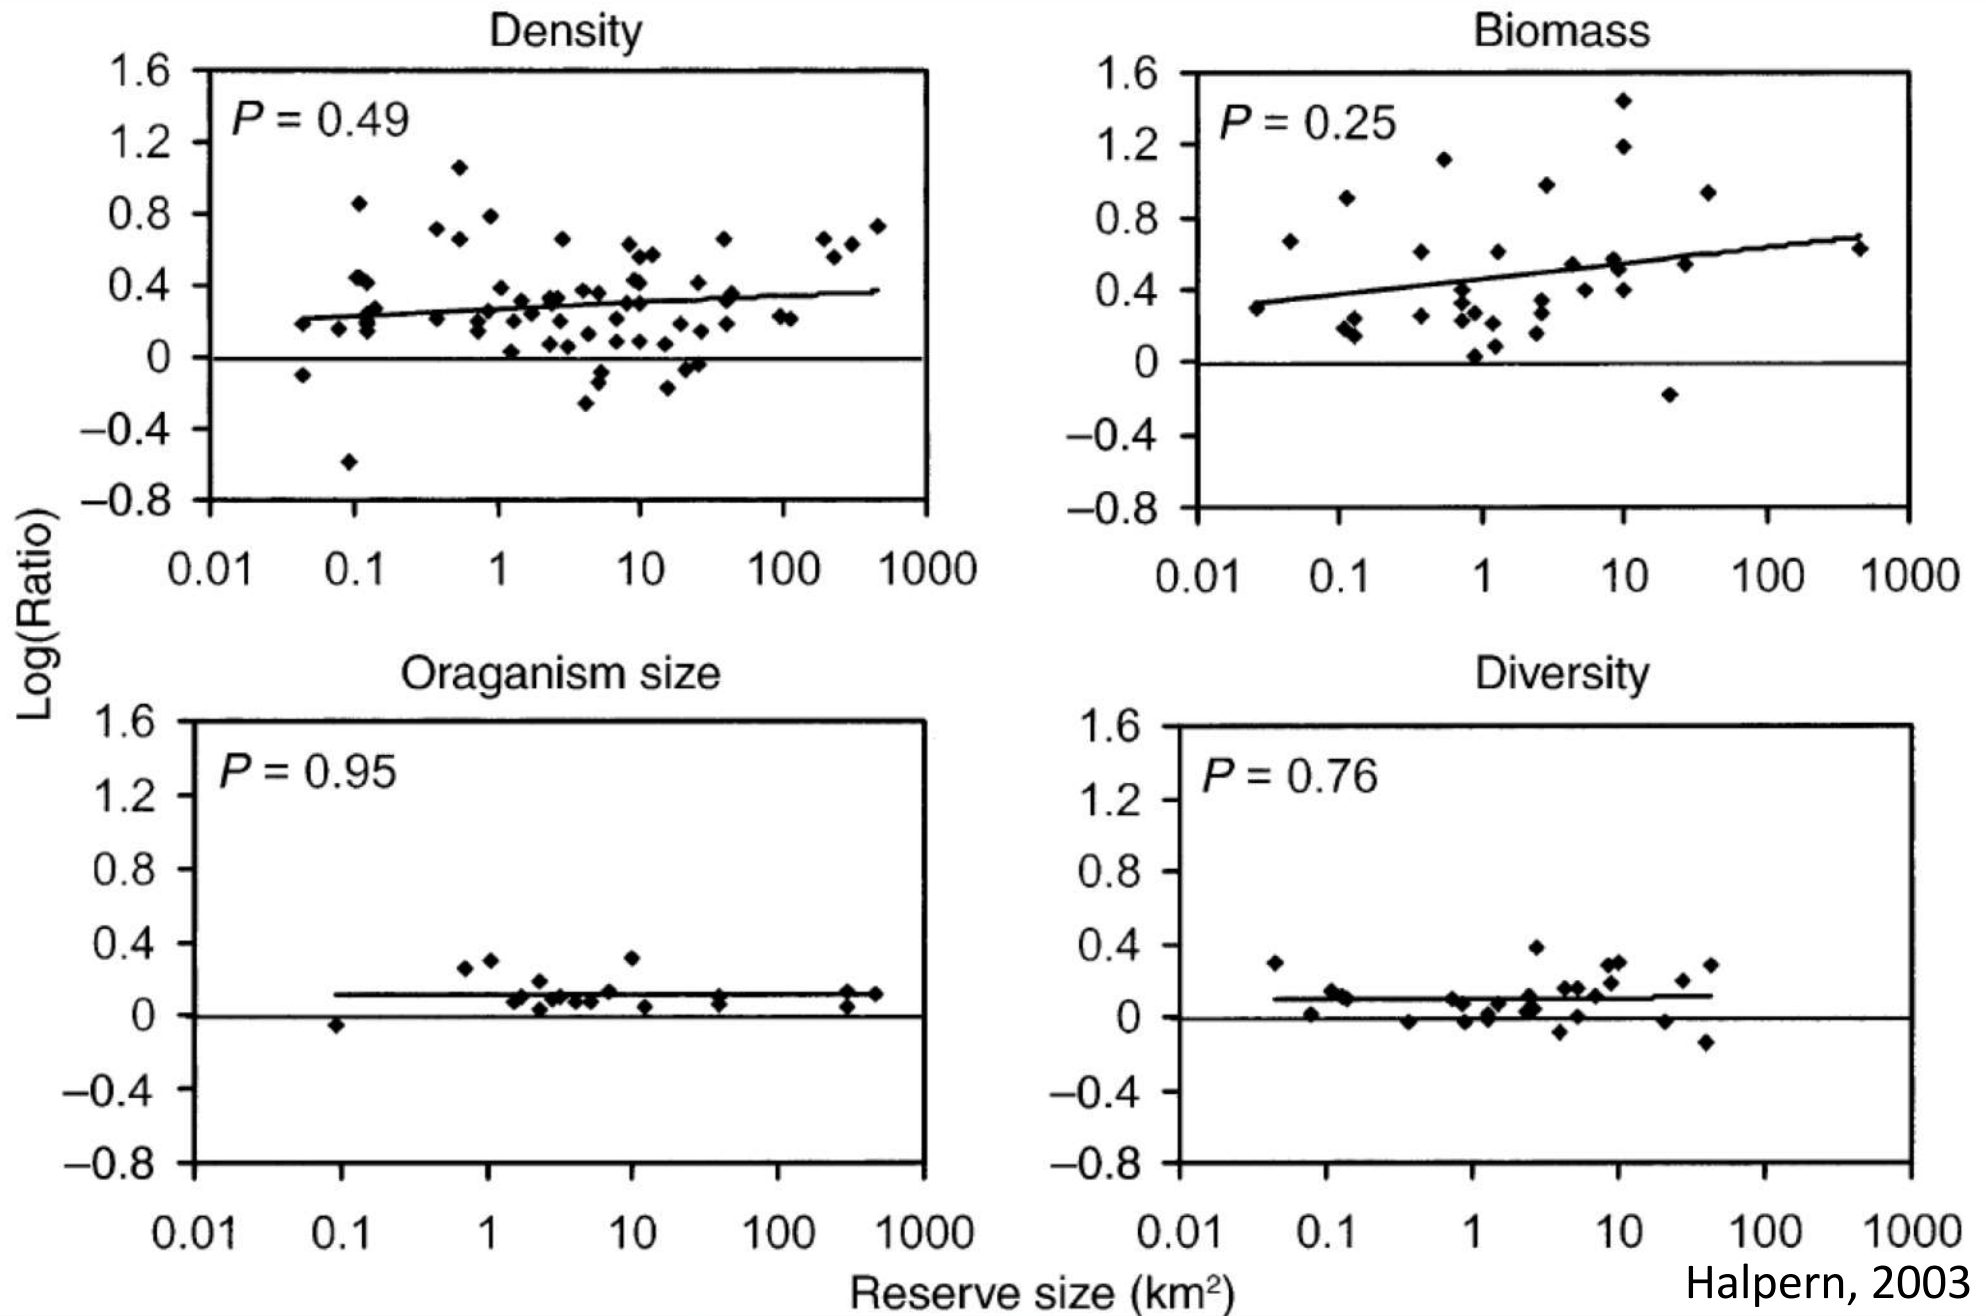 Density
1.6
1.2
0.8
0.4
0
–0.4
–0.8
P = 0.49
0.01 0.1 1 10 100 1000
Biomass
1.6
1.2
0.8
0.4
0
–0.4
–0.8
P = 0.25
0.01 0.1 1 10 100 1000
Log(Ratio)
Oraganism size
1.6
1.2
0.8
0.4
0
–0.4
–0.8
P = 0.95
0.01 0.1 1 10 100 1000
Diversity
1.6
1.2
0.8
0.4
0
–0.4
–0.8
P = 0.76
0.01 0.1 1 10 100 1000
Reserve size (km²)
Halpern, 2003